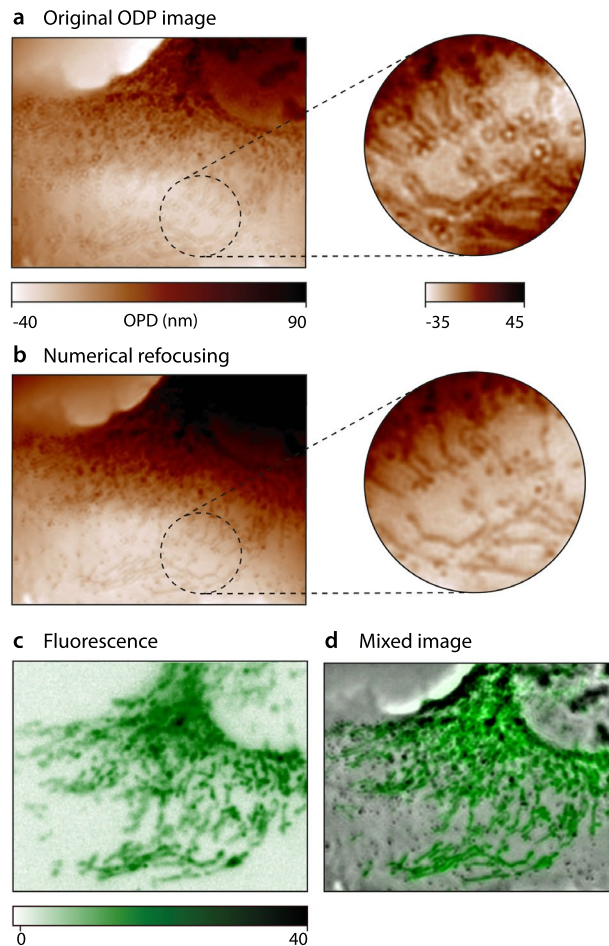 a Original ODP image
-40 OPD (nm) 90
-35 45
b Numerical refocusing
c Fluorescence
d Mixed image
0 40